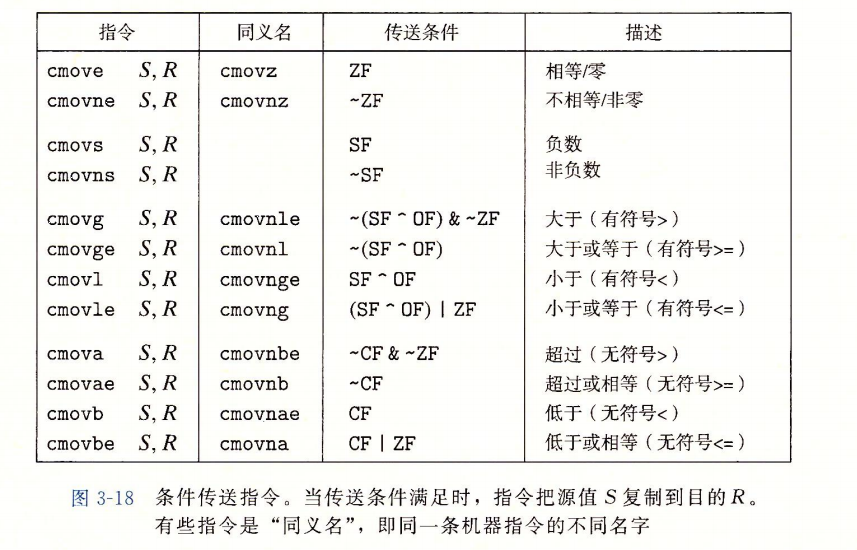 指令 同义名 传送条件 描述
cmove S, R cmovz ZF 相等/零
cmovne S, R cmovnz ~ZF 不相等/非零
cmovs S, R SF 负数
cmovns S, R ~SF 非负数
cmovg S, R cmovnle ~(SF ^ OF) & ~ZF 大于（有符号>）
cmovge S, R cmovnl ~(SF ^ OF) 大于或等于（有符号>=）
cmovl S, R cmovnge SF ^ OF 小于（有符号<）
cmovle S, R cmovng (SF ^ OF) | ZF 小于或等于（有符号<=）
cmova S, R cmovnbe ~CF & ~ZF 超过（无符号>）
cmovae S, R cmovnb ~CF 超过或相等（无符号>=）
cmovb S, R cmovnae CF 低于（无符号<）
cmovbe S, R cmovna CF | ZF 低于或相等（无符号<=）
图 3-18 条件传送指令。当传送条件满足时，指令把源值 S 复制到目的 R。
有些指令是“同义名”，即同一条机器指令的不同名字